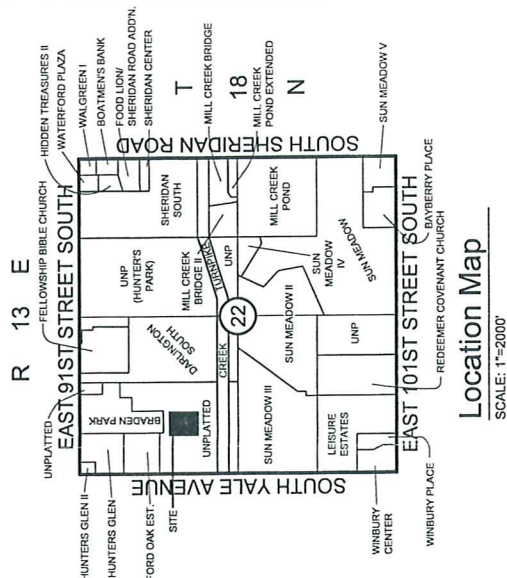 R 13 E
EAST 91ST STREET SOUTH
UNPLATTED
FELLOWSHIP BIBLE CHURCH
HIDDEN TREASURES II
WATERFORD PLAZA
WALGREEN I
BOATMEN'S BANK
FOOD LION/
SHERIDAN ROAD ADD'N.
SHERIDAN CENTER
T
18
N
MILL CREEK BRIDGE
MILL CREEK
POND EXTENDED
SOUTH SHERIDAN ROAD
HUNTERS GLEN II
HUNTERS GLEN
FORD OAK EST.
SITE
BRADEN PARK
UNPLATTED
DARLINGTON
SOUTH
UNP
(HUNTER'S
PARK)
SHERIDAN
SOUTH
MILL CREEK
BRIDGE II
CREEK
TURNPIKE
22
UNP
MILL CREEK
POND
SUN
MEADOW
IV
SUN MEADOW II
SUN MEADOW III
SUN MEADOW
SUN MEADOW V
LEISURE
ESTATES
UNP
SOUTH YALE AVENUE
EAST 101ST STREET SOUTH
WINBURY
CENTER
WINBURY PLACE
REDEEMER COVENANT CHURCH
BAYBERRY PLACE
Location Map
SCALE: 1"=2000'